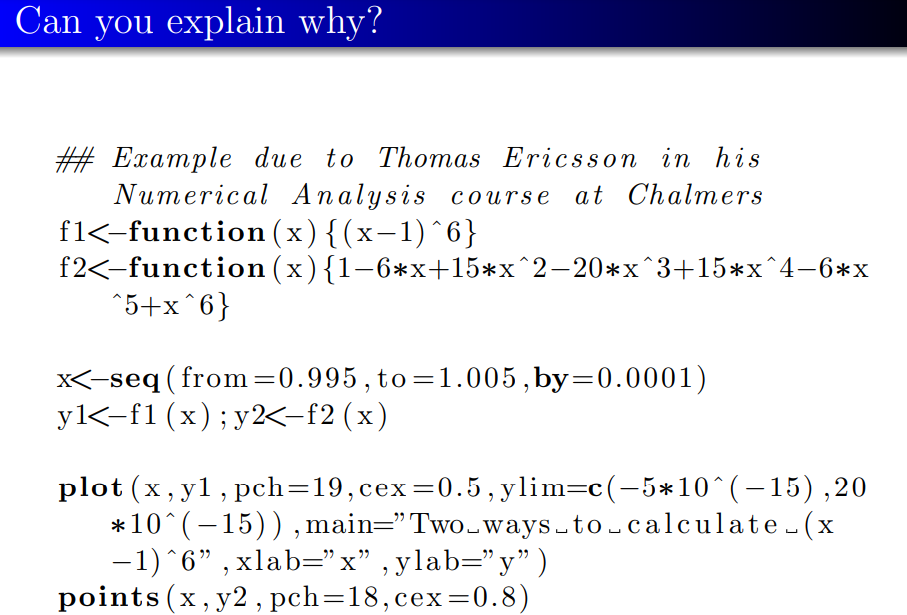 Can you explain why?
## Example due to Thomas Ericsson in his
Numerical Analysis course at Chalmers
f1<-function(x){(x-1)^6}
f2<-function(x){1-6*x+15*x^2-20*x^3+15*x^4-6*x
^5+x^6}
x<-seq(from=0.995,to=1.005,by=0.0001)
y1<-f1(x);y2<-f2(x)
plot(x,y1,pch=19,cex=0.5,ylim=c(-5*10^(-15),20
*10^(-15)),main="Two␣ways␣to␣calculate␣(x
-1)^6",xlab="x",ylab="y")
points(x,y2,pch=18,cex=0.8)